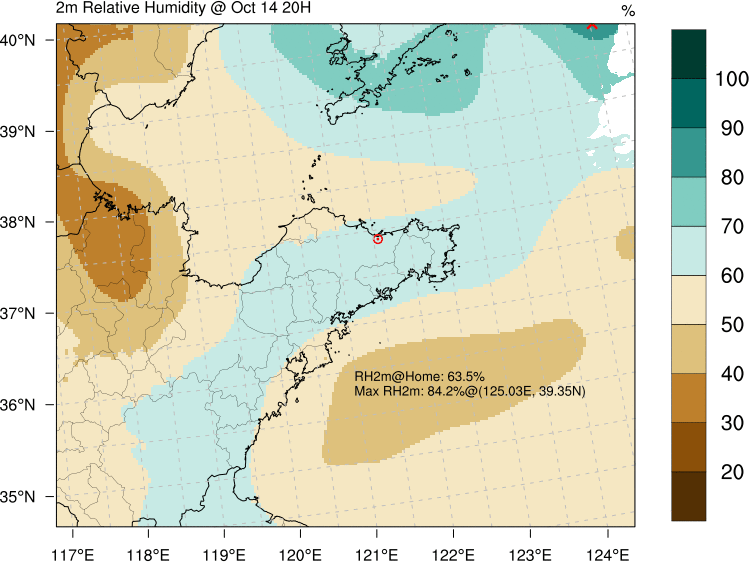 2m Relative Humidity @ Oct 14 20H
%
40°N
39°N
38°N
37°N
36°N
35°N
RH2m@Home: 63.5%
Max RH2m: 84.2%@(125.03E, 39.35N)
117°E 118°E 119°E 120°E 121°E 122°E 123°E 124°E
100
90
80
70
60
50
40
30
20